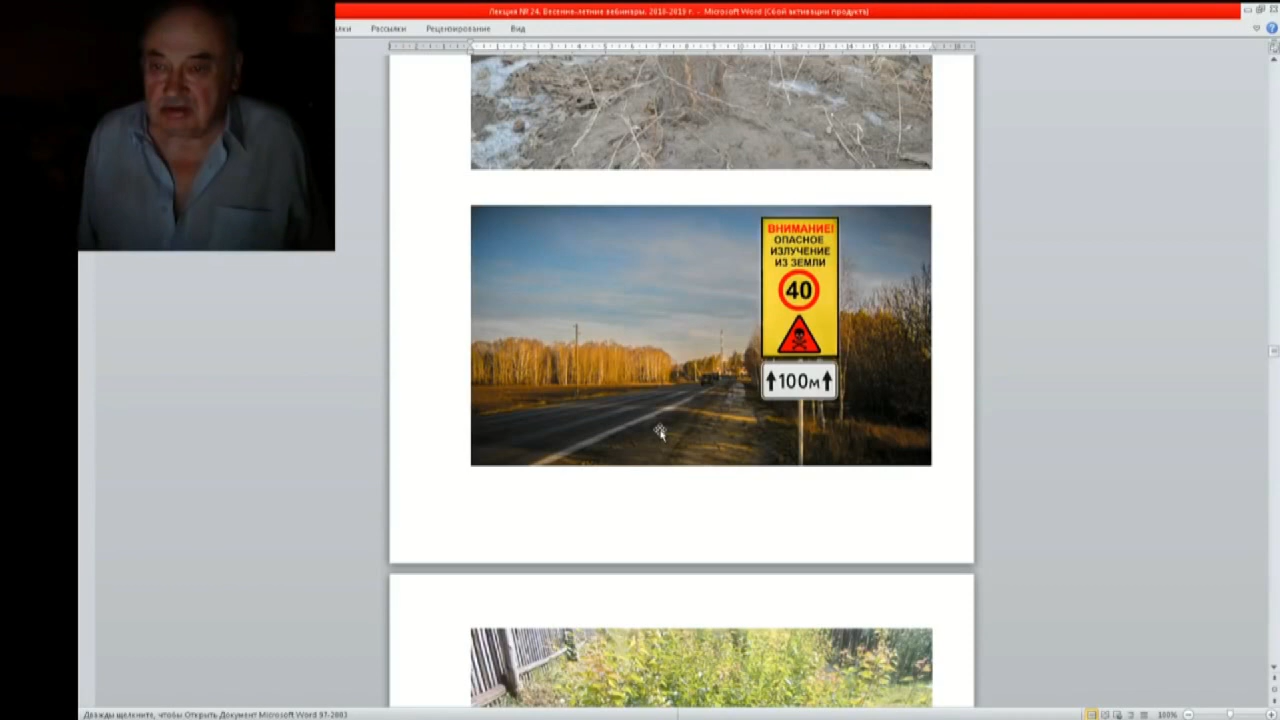 Лекция № 24. Весенне-летние вебинары. 2018-2019 г. - Microsoft Word (Сбой активации продукта)
Рассылки
Рецензирование
Вид
ВНИМАНИЕ!
ОПАСНОЕ
ИЗЛУЧЕНИЕ
ИЗ ЗЕМЛИ
40
100м
Дважды щелкните, чтобы Открыть Документ Microsoft Word 97-2003
100%